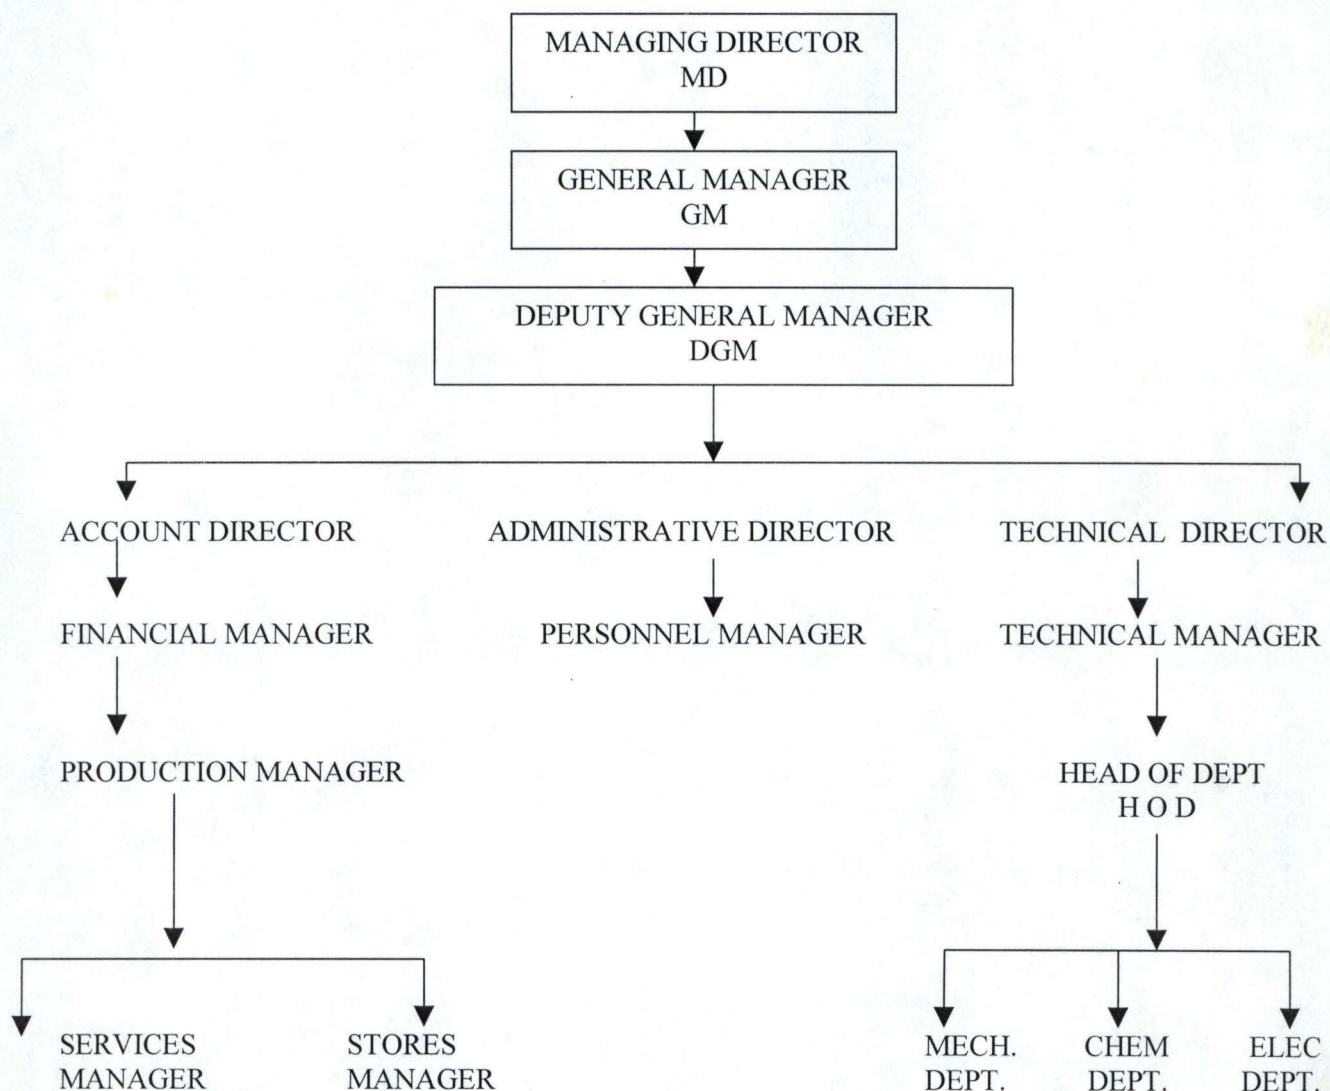 MANAGING DIRECTOR
MD
GENERAL MANAGER
GM
DEPUTY GENERAL MANAGER
DGM
ACCOUNT DIRECTOR
ADMINISTRATIVE DIRECTOR
TECHNICAL DIRECTOR
FINANCIAL MANAGER
PERSONNEL MANAGER
TECHNICAL MANAGER
PRODUCTION MANAGER
HEAD OF DEPT
H O D
SERVICES
MANAGER
STORES
MANAGER
MECH.
DEPT.
CHEM
DEPT.
ELEC
DEPT.